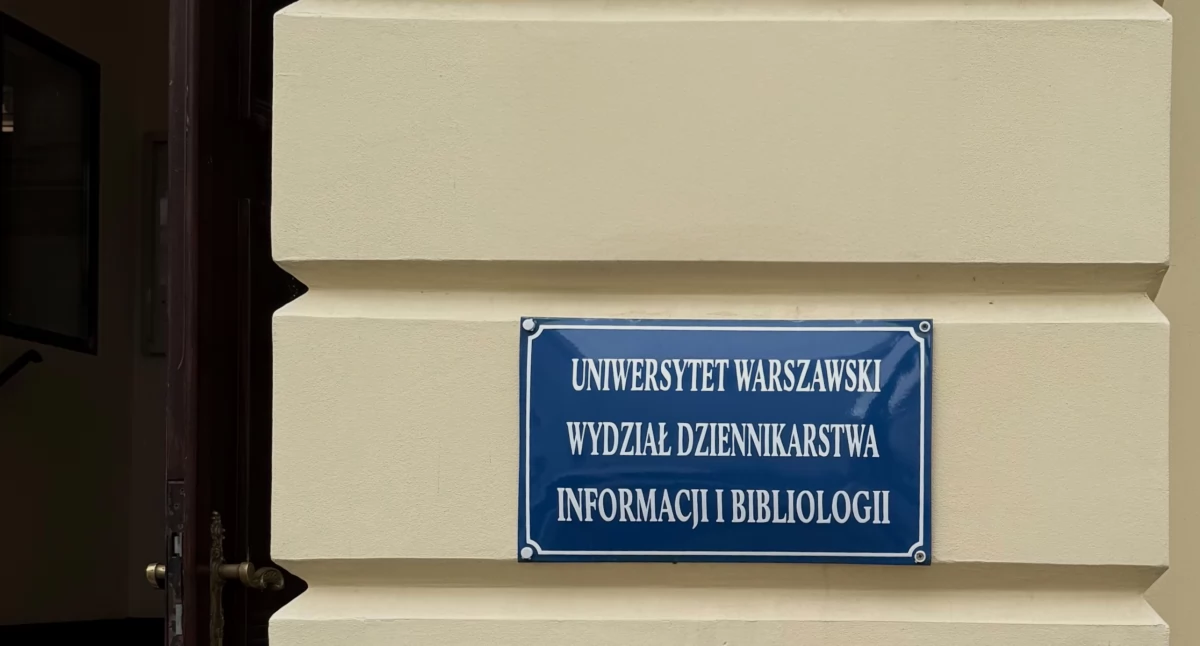 UNIWERSYTET WARSZAWSKI
WYDZIAŁ DZIENNIKARSTWA
INFORMACJI I BIBLIOLOGII